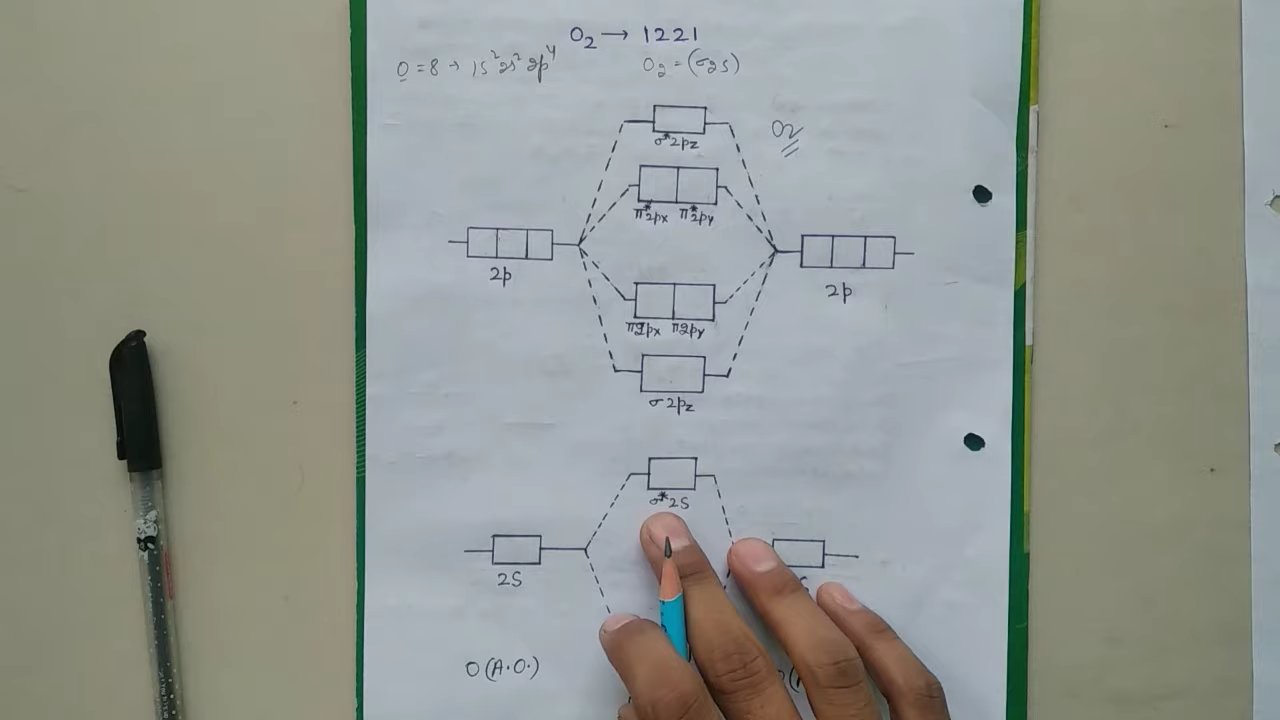 O₂ → 1221
O = 8 → 1s² 2s² 2p⁴
O₂ = (σ2s)
O₂
σ*2pz
π*2px π*2py
2p
2p
π2px π2py
σ2pz
σ*2S
2S
O(A.O.)